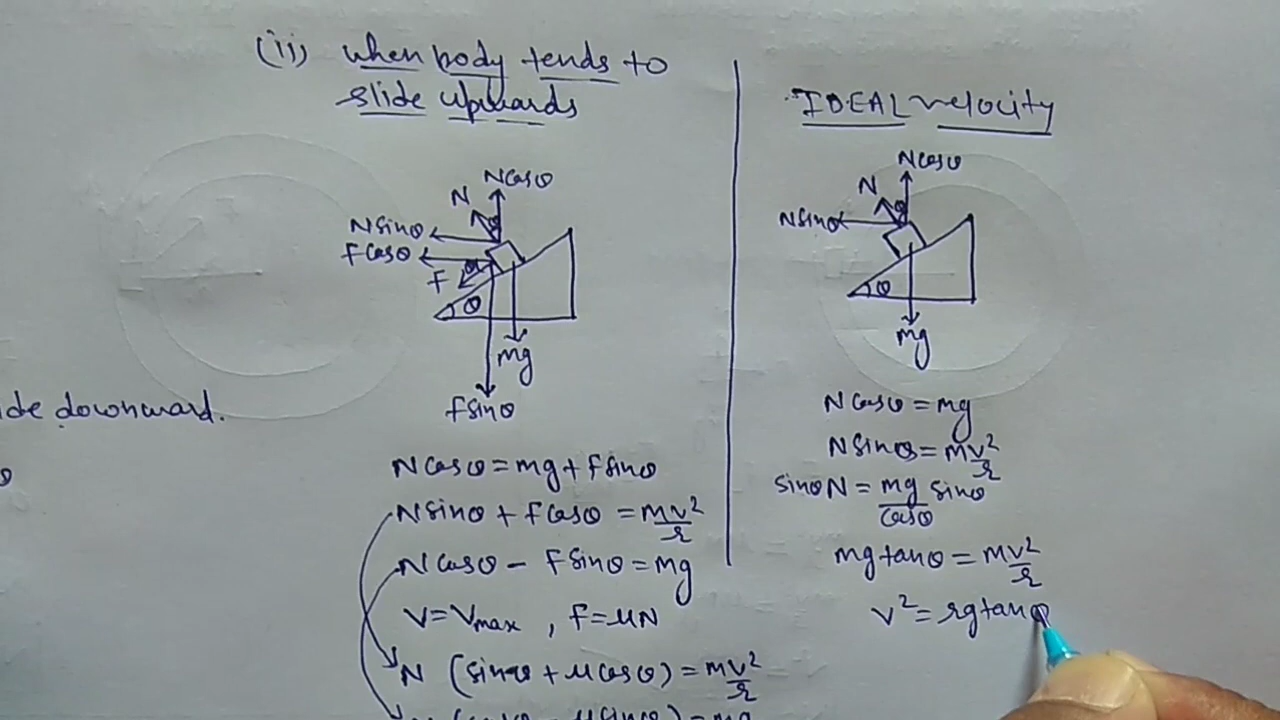 (ii) when body tends to
slide upwards
Ncosθ
N
Nsinθ
Fcosθ
F
θ
mg
fsinθ
ide downward.
Ncosθ = mg + fsinθ
Nsinθ + fcosθ = mv²/r
Ncosθ - fsinθ = mg
V = Vmax , f = μN
N (sinθ + μcosθ) = mv²/r
IDEAL velocity
Ncosθ
N
Nsinθ
θ
mg
Ncosθ = mg
Nsinθ = mv²/r
sinθ N = mg/cosθ sinθ
mg tanθ = mv²/r
v² = rg tanθ